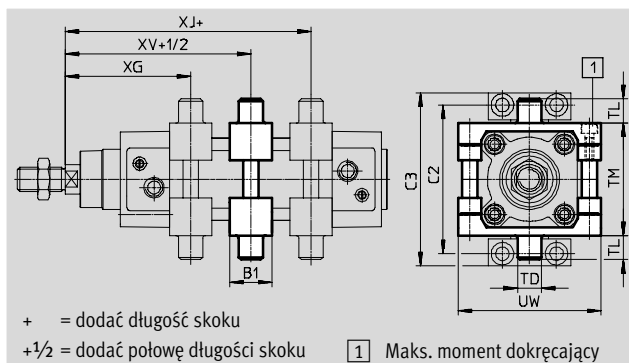 XJ+
XV+1/2
XG
1
C3
C2
TL
TM
TL
B1
TD
UW
+ = dodać długość skoku
+½ = dodać połowę długości skoku
1 Maks. moment dokręcający